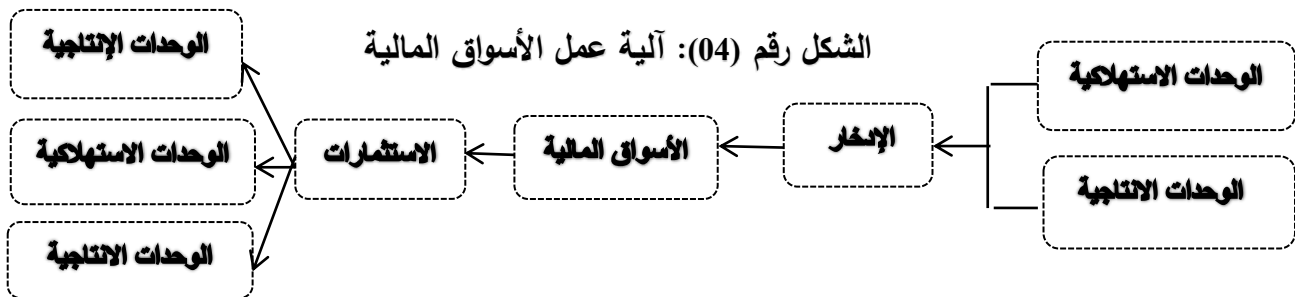 الشكل رقم (04): آلية عمل الأسواق المالية
الوحدات الاستهلاكية
الوحدات الانتاجية
الإدخار
الأسواق المالية
الاستثمارات
الوحدات الإنتاجية
الوحدات الاستهلاكية
الوحدات الانتاجية